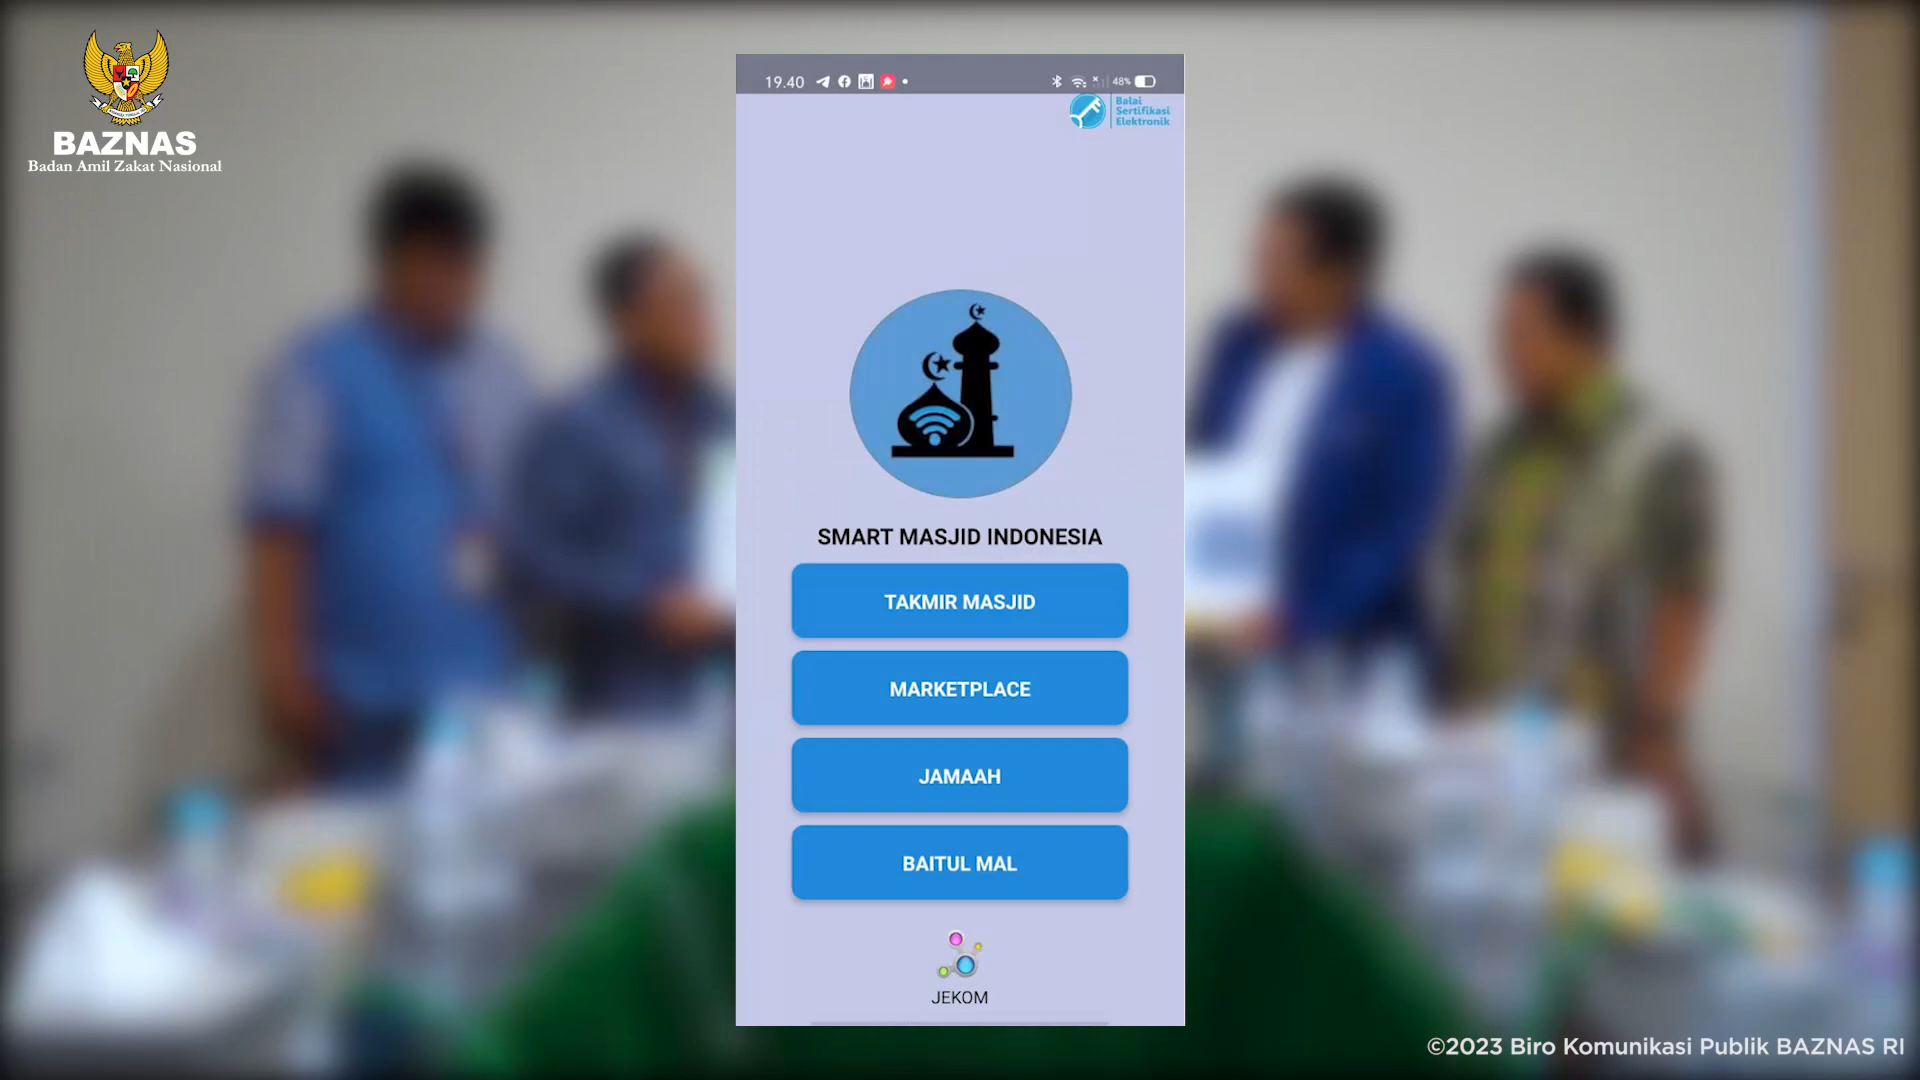 BAZNAS
Badan Amil Zakat Nasional
19.40
48%
Balai
Sertifikasi
Elektronik
SMART MASJID INDONESIA
TAKMIR MASJID
MARKETPLACE
JAMAAH
BAITUL MAL
JEKOM
©2023 Biro Komunikasi Publik BAZNAS RI